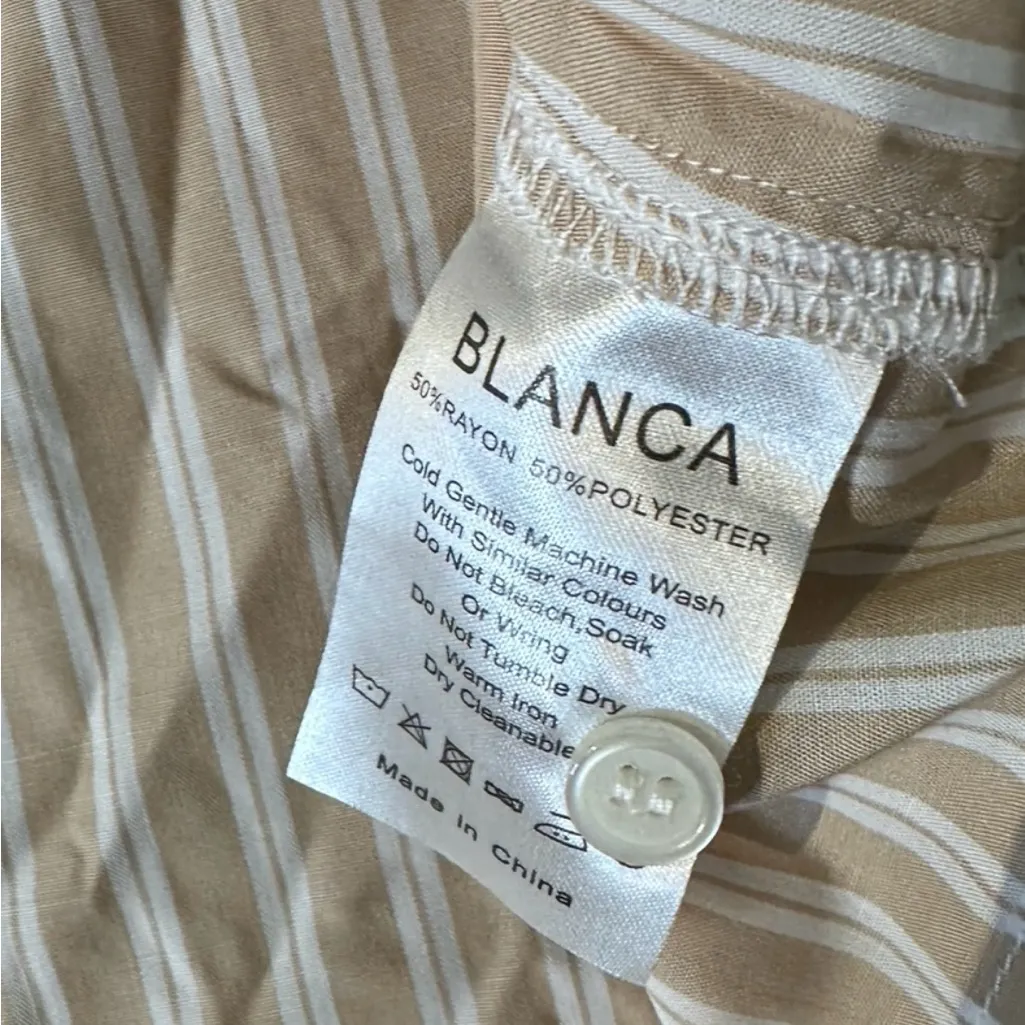 BLANCA
50%RAYON 50%POLYESTER
Cold Gentle Machine Wash
With Similar Colours
Do Not Bleach,Soak
Or Wring
Do Not Tumble Dry
Warm Iron
Dry Cleanable
Made in China